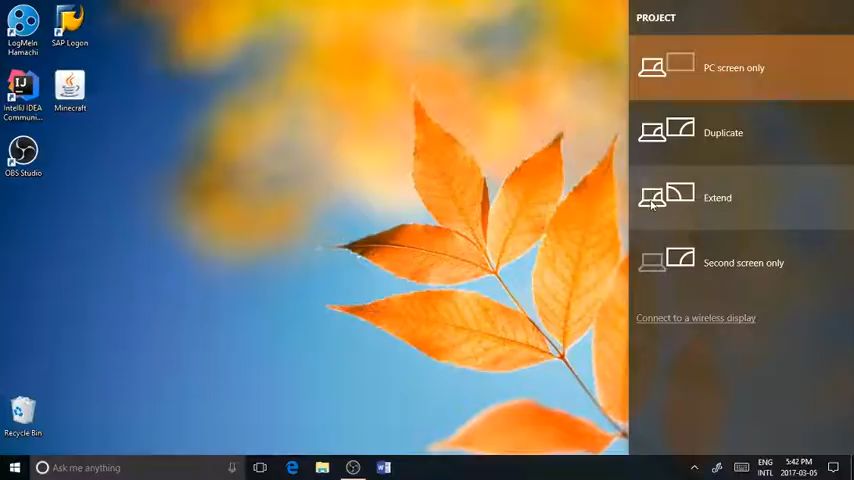 LogMeIn
Hamachi
SAP Logon
IntelliJ IDEA
Communi...
Minecraft
OBS Studio
Recycle Bin
PROJECT
PC screen only
Duplicate
Extend
Second screen only
Connect to a wireless display
Ask me anything
ENG
INTL
5:42 PM
2017-03-05